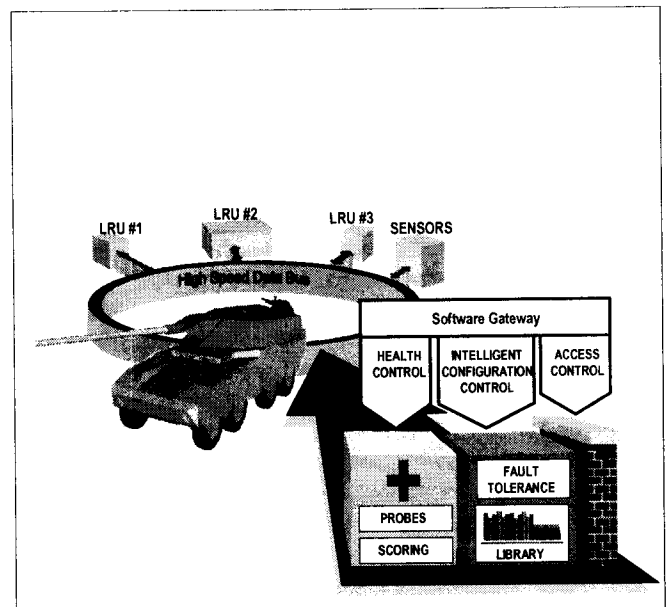 LRU #1
LRU #2
LRU #3
SENSORS
High Speed Data Bus
Software Gateway
HEALTH
CONTROL
INTELLIGENT
CONFIGURATION
CONTROL
ACCESS
CONTROL
PROBES
SCORING
FAULT
TOLERANCE
LIBRARY